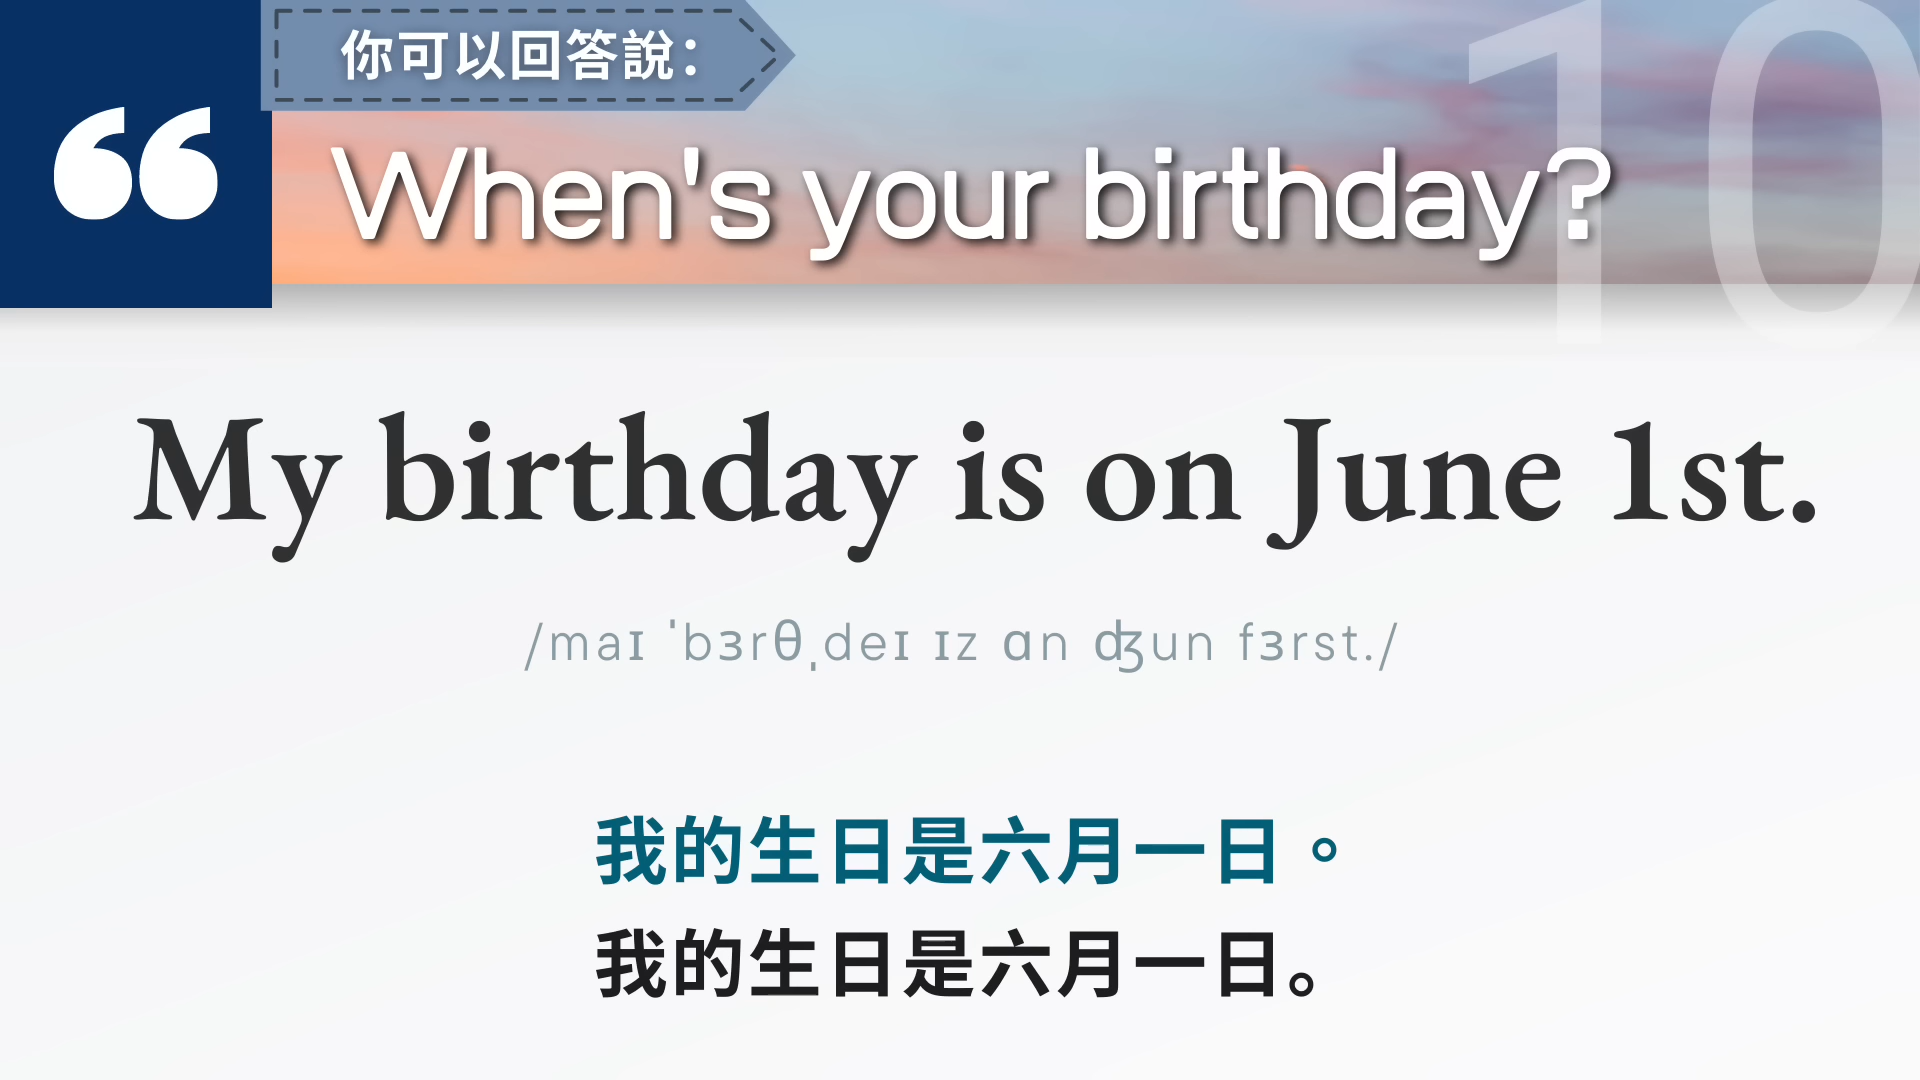 你可以回答說：
10
When's your birthday?
My birthday is on June 1st.
/maɪ ˈbɜrθˌdeɪ ɪz ɑn ʤun fɜrst./
我的生日是六月一日。
我的生日是六月一日。